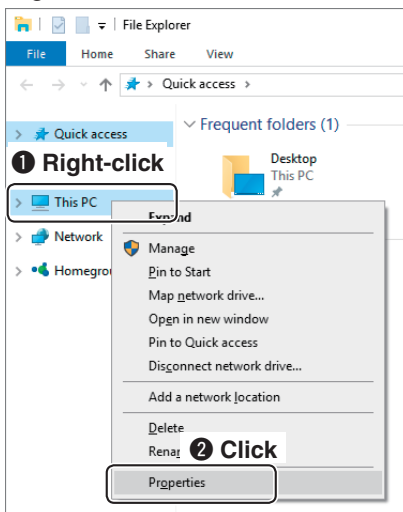 File Explorer
File Home Share View
Quick access
Quick access
Frequent folders (1)
❶ Right-click
Desktop
This PC
This PC
Expand
Network
Manage
Pin to Start
Homegrou
Map network drive...
Open in new window
Pin to Quick access
Disconnect network drive...
Add a network location
Delete
❷ Click
Properties